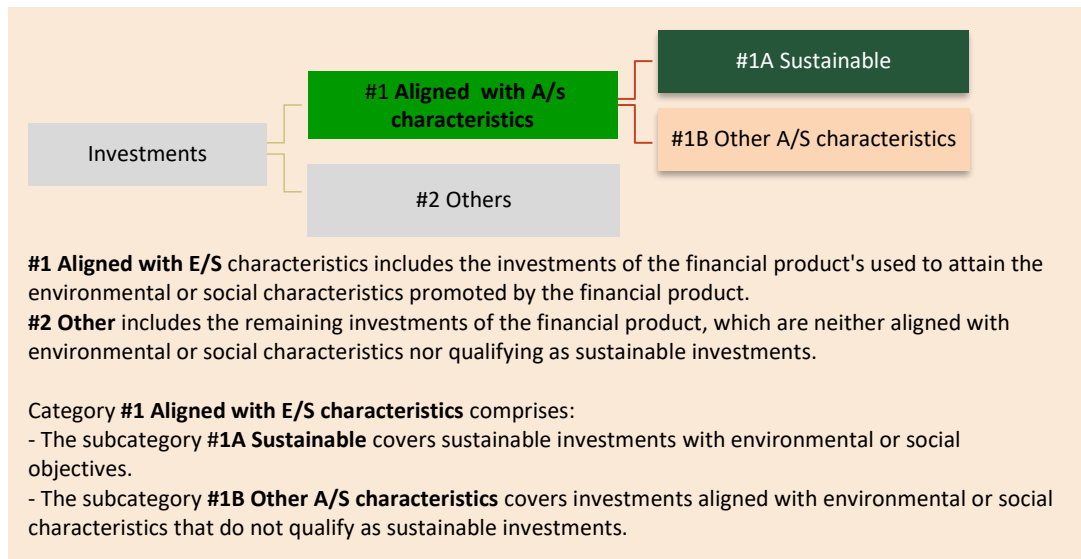 #1A Sustainable
#1 Aligned with A/s
characteristics
#1B Other A/S characteristics
Investments
#2 Others
#1 Aligned with E/S characteristics includes the investments of the financial product's used to attain the
environmental or social characteristics promoted by the financial product.
#2 Other includes the remaining investments of the financial product, which are neither aligned with
environmental or social characteristics nor qualifying as sustainable investments.
Category #1 Aligned with E/S characteristics comprises:
- The subcategory #1A Sustainable covers sustainable investments with environmental or social
objectives.
- The subcategory #1B Other A/S characteristics covers investments aligned with environmental or social
characteristics that do not qualify as sustainable investments.